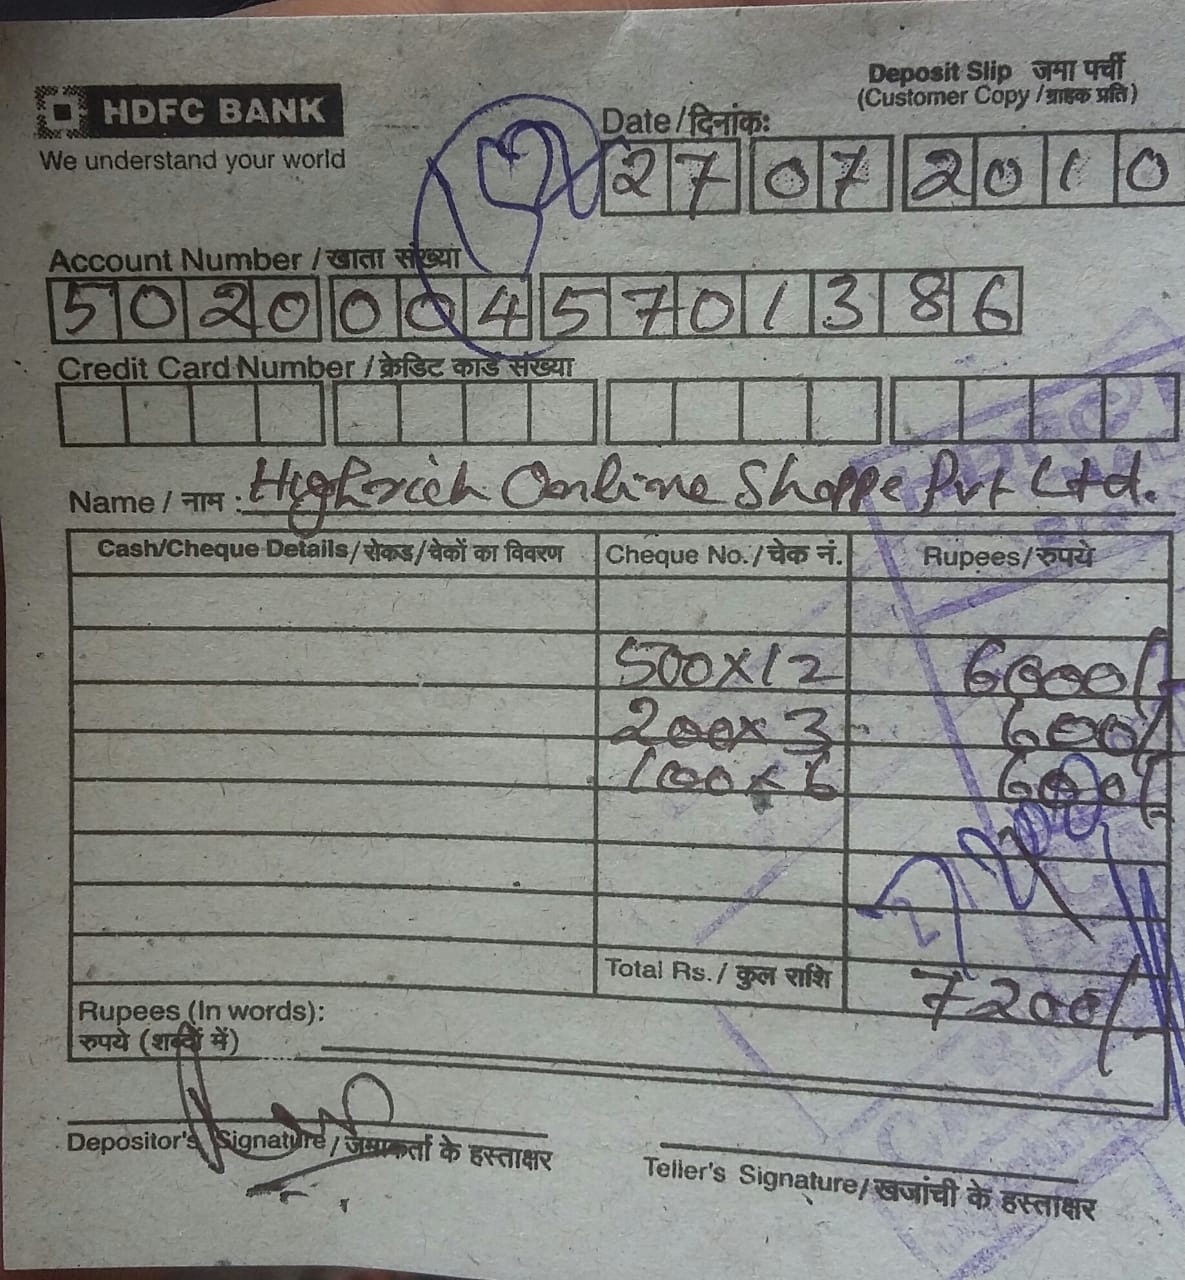 HDFC BANK
We understand your world
Deposit Slip जमा पर्ची
(Customer Copy / ग्राहक प्रति)
Date / दिनांक:
27 07 2010
Account Number / खाता संख्या
50200045701386
Credit Card Number / क्रेडिट कार्ड संख्या
Name / नाम : Highrich Online Shoppe Pvt Ltd.
Cash/Cheque Details / रोकड/चेकों का विवरण Cheque No. / चेक नं. Rupees/रुपये
500x12 6000/-
200x3 600/-
100x6 600/-
Total Rs. / कुल राशि 7200/-
Rupees (In words):
रुपये (शब्दों में)
Depositor's Signature / जमाकर्ता के हस्ताक्षर
Teller's Signature/खजांची के हस्ताक्षर